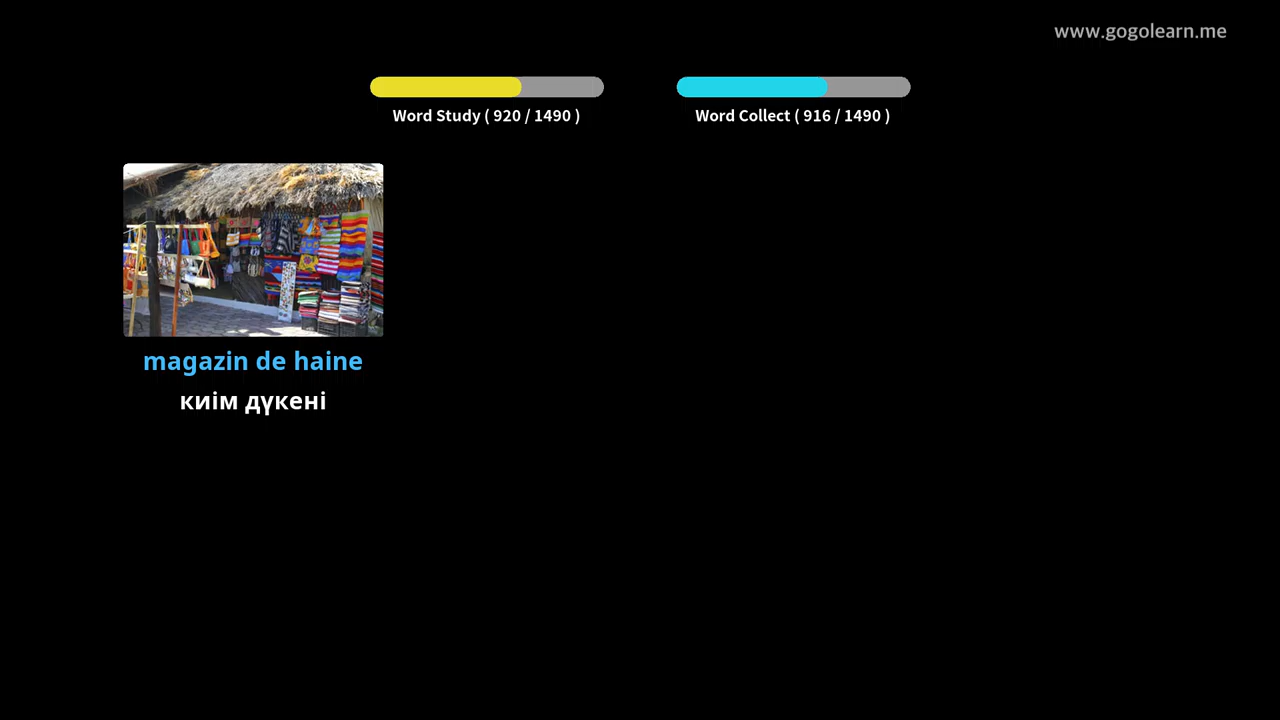 www.gogolearn.me
Word Study ( 920 / 1490 )
Word Collect ( 916 / 1490 )
magazin de haine
киім дүкені